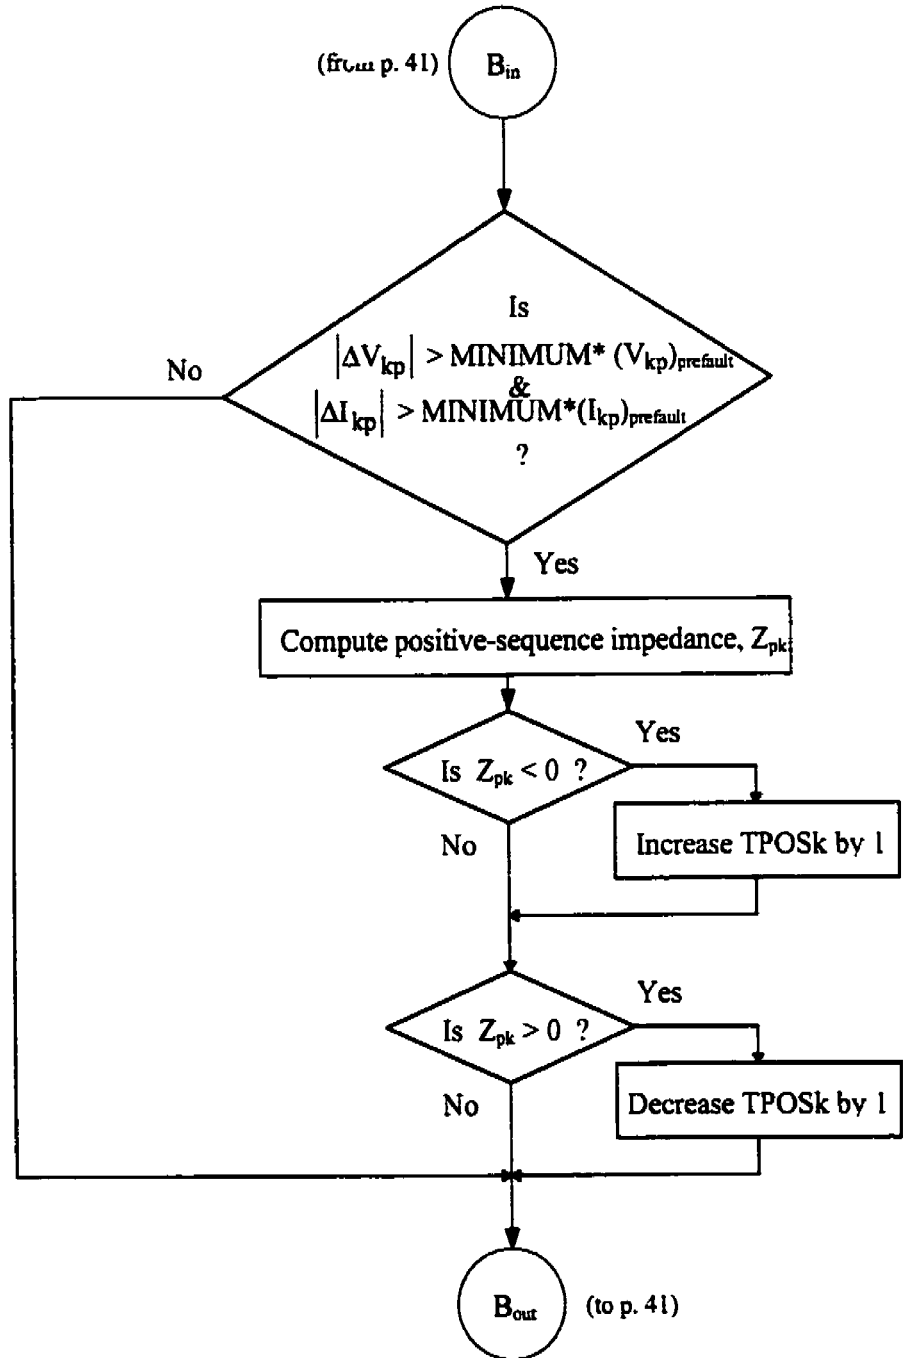 (from p. 41)
B_in
Is
|ΔV_kp| > MINIMUM* (V_kp)_prefault
&
|ΔI_kp| > MINIMUM*(I_kp)_prefault
?
No
Yes
Compute positive-sequence impedance, Z_pk
Is Z_pk < 0 ?
Yes
No
Increase TPOSk by 1
Is Z_pk > 0 ?
Yes
No
Decrease TPOSk by 1
B_out
(to p. 41)